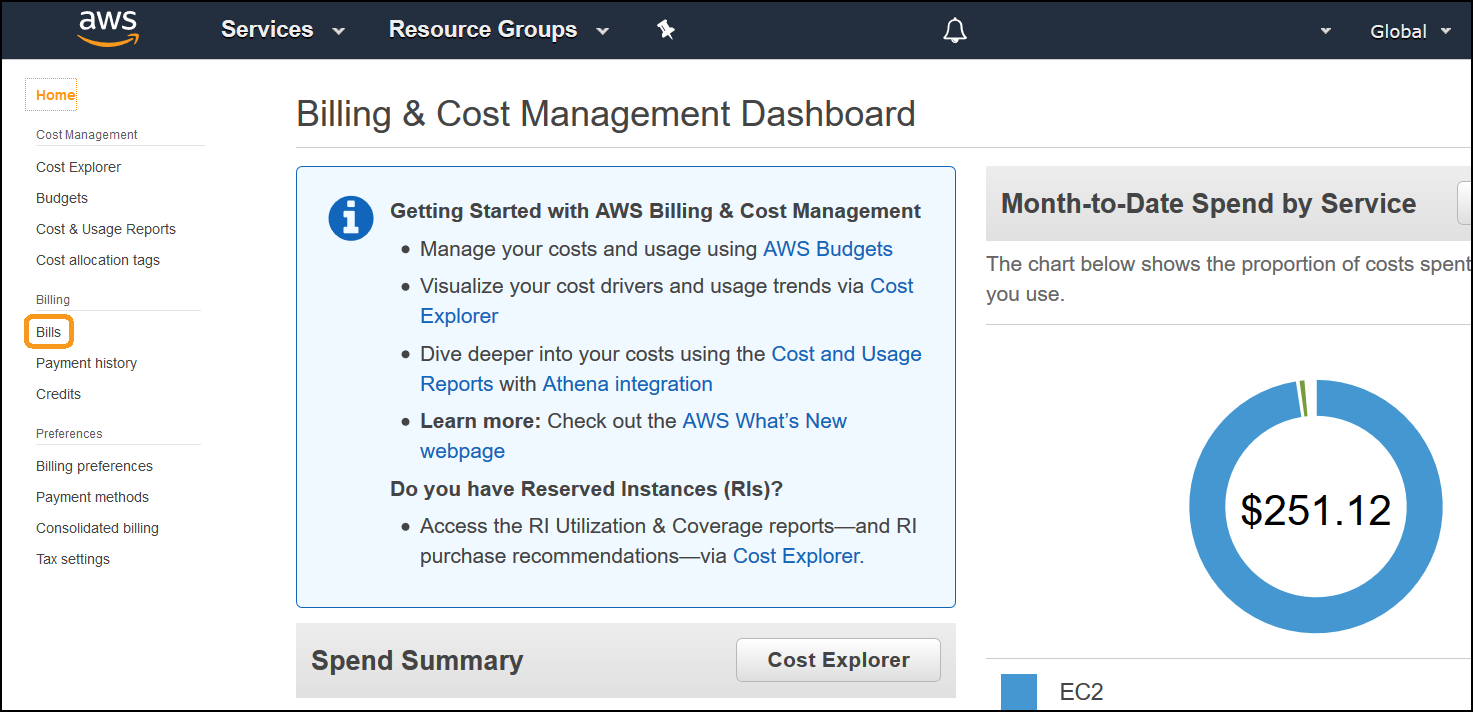 aws
Services
Resource Groups
Global
Home
Cost Management
Cost Explorer
Budgets
Cost & Usage Reports
Cost allocation tags
Billing
Bills
Payment history
Credits
Preferences
Billing preferences
Payment methods
Consolidated billing
Tax settings
Billing & Cost Management Dashboard
Getting Started with AWS Billing & Cost Management
Manage your costs and usage using AWS Budgets
Visualize your cost drivers and usage trends via Cost
Explorer
Dive deeper into your costs using the Cost and Usage
Reports with Athena integration
Learn more: Check out the AWS What’s New
webpage
Do you have Reserved Instances (RIs)?
Access the RI Utilization & Coverage reports—and RI
purchase recommendations—via Cost Explorer.
Spend Summary
Cost Explorer
Month-to-Date Spend by Service
The chart below shows the proportion of costs spent
you use.
$251.12
EC2